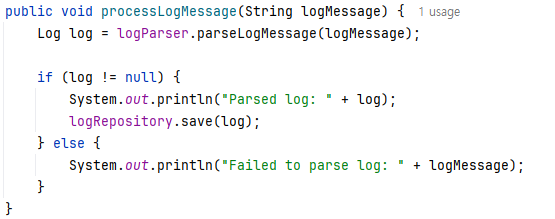 public void processLogMessage(String logMessage) { 1 usage
    Log log = logParser.parseLogMessage(logMessage);

    if (log != null) {
        System.out.println("Parsed log: " + log);
        logRepository.save(log);
    } else {
        System.out.println("Failed to parse log: " + logMessage);
    }
}